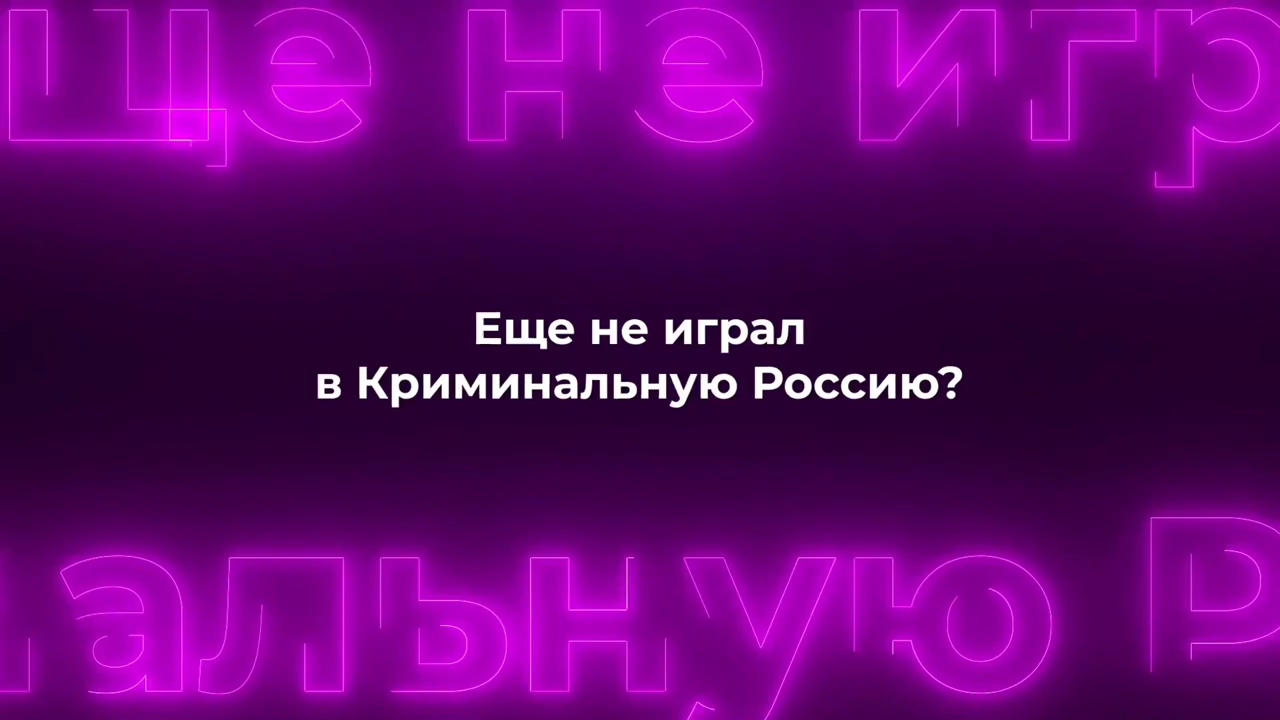 ще не игр
Еще не играл
в Криминальную Россию?
альную Р